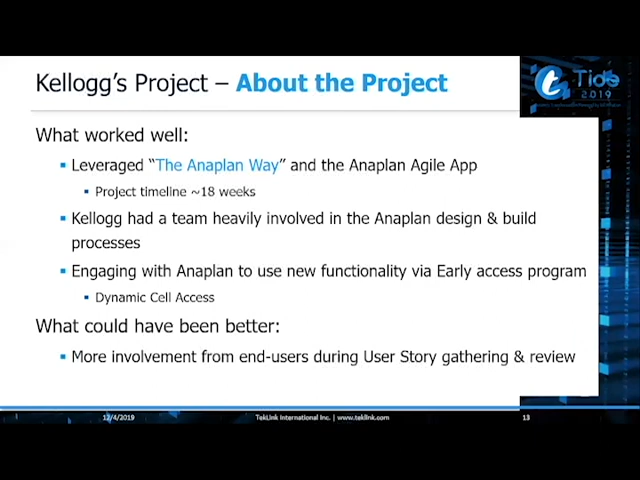 Kellogg's Project – About the Project
Tide
2019
What worked well:
▪ Leveraged “The Anaplan Way” and the Anaplan Agile App
▪ Project timeline ~18 weeks
▪ Kellogg had a team heavily involved in the Anaplan design & build
processes
▪ Engaging with Anaplan to use new functionality via Early access program
▪ Dynamic Cell Access
What could have been better:
▪ More involvement from end-users during User Story gathering & review
12/4/2019
TekLink International Inc. | www.teklink.com
13